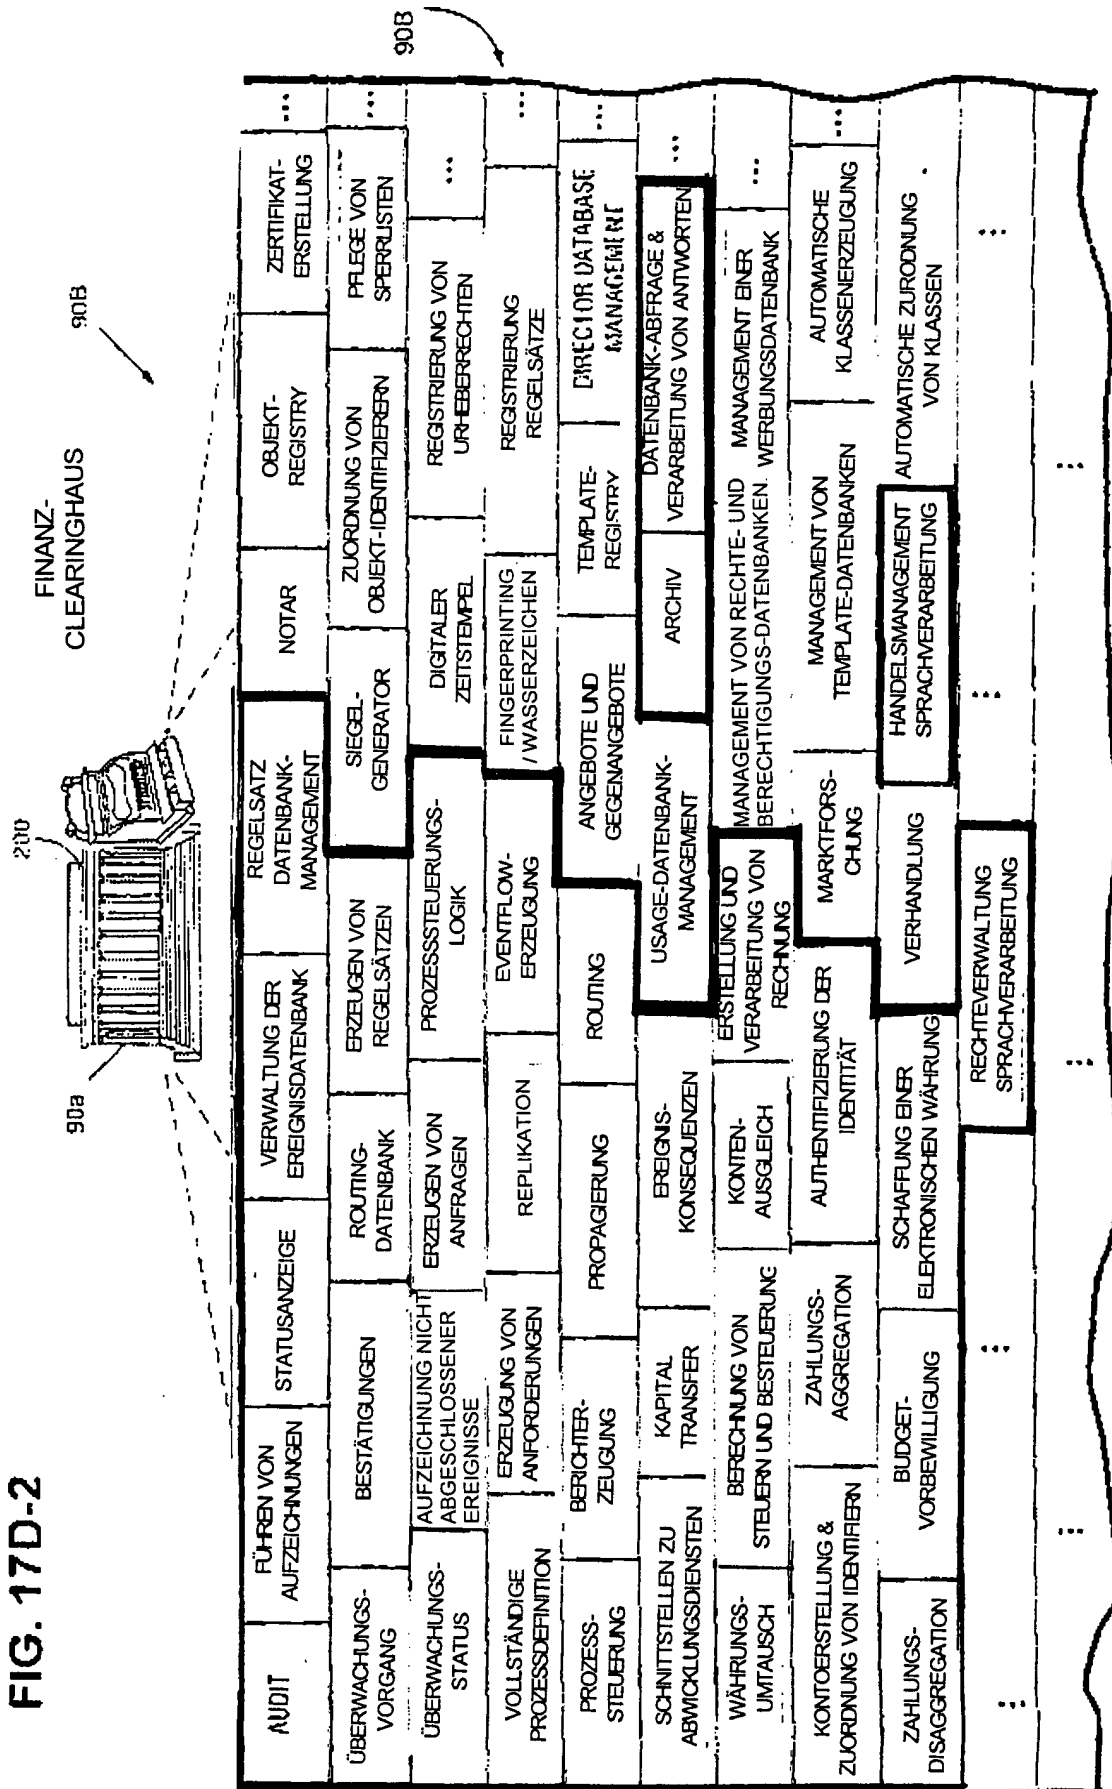 FIG. 17D-2
FINANZ-
CLEARINGHAUS
200
90a
90B
90B
AUDIT
FÜHREN VON
AUFZEICHNUNGEN
STATUSANZEIGE
VERWALTUNG DER
EREIGNISDATENBANK
REGELSATZ
DATENBANK-
MANAGEMENT
NOTAR
OBJEKT-
REGISTRY
ZERTIFIKAT-
ERSTELLUNG
...
ÜBERWACHUNGS-
VORGANG
BESTÄTIGUNGEN
ROUTING-
DATENBANK
ERZEUGEN VON
REGELSÄTZEN
SIEGEL-
GENERATOR
ZUORDNUNG VON
OBJEKT-IDENTIFIZIERERN
PFLEGE VON
SPERRLISTEN
...
ÜBERWACHUNGS-
STATUS
AUFZEICHNUNG NICHT
ABGESCHLOSSENER
EREIGNISSE
ERZEUGEN VON
ANFRAGEN
PROZESSSTEUERUNGS-
LOGIK
DIGITALER
ZEITSTEMPEL
REGISTRIERUNG VON
URHEBERRECHTEN
...
VOLLSTÄNDIGE
PROZESSDEFINITION
ERZEUGUNG VON
ANFORDERUNGEN
REPLIKATION
EVENTFLOW-
ERZEUGUNG
FINGERPRINTING
/ WASSERZEICHEN
REGISTRIERUNG
REGELSÄTZE
...
PROZESS-
STEUERUNG
BERICHTER-
ZEUGUNG
PROPAGIERUNG
ROUTING
ANGEBOTE UND
GEGENANGEBOTE
TEMPLATE-
REGISTRY
DIRECTOR DATABASE
MANAGEMENT
...
SCHNITTSTELLEN ZU
ABWICKLUNGSDIENSTEN
KAPITAL
TRANSFER
EREIGNIS-
KONSEQUENZEN
USAGE-DATENBANK-
MANAGEMENT
ARCHIV
DATENBANK-ABFRAGE &
VERARBEITUNG VON ANTWORTEN
...
WÄHRUNGS-
UMTAUSCH
BERECHNUNG VON
STEUERN UND BESTEUERUNG
KONTEN-
AUSGLEICH
ERSTELLUNG UND
VERARBEITUNG VON
RECHNUNG
MANAGEMENT VON RECHTE- UND
BERECHTIGUNGS-DATENBANKEN.
MANAGEMENT EINER
WERBUNGSDATENBANK
...
KONTOERSTELLUNG &
ZUORDNUNG VON IDENTIFIERN
ZAHLUNGS-
AGGREGATION
AUTHENTIFIZIERUNG DER
IDENTITÄT
MARKTFORS-
CHUNG
MANAGEMENT VON
TEMPLATE-DATENBANKEN
AUTOMATISCHE
KLASSENERZEUGUNG
...
ZAHLUNGS-
DISAGGREGATION
BUDGET-
VORBEWILLIGUNG
SCHAFFUNG EINER
ELEKTRONISCHEN WÄHRUNG
VERHANDLUNG
HANDELSMANAGEMENT
SPRACHVERARBEITUNG
AUTOMATISCHE ZURODNUNG
VON KLASSEN
...
...
RECHTEVERWALTUNG
SPRACHVERARBEITUNG
...
...
...
...
...